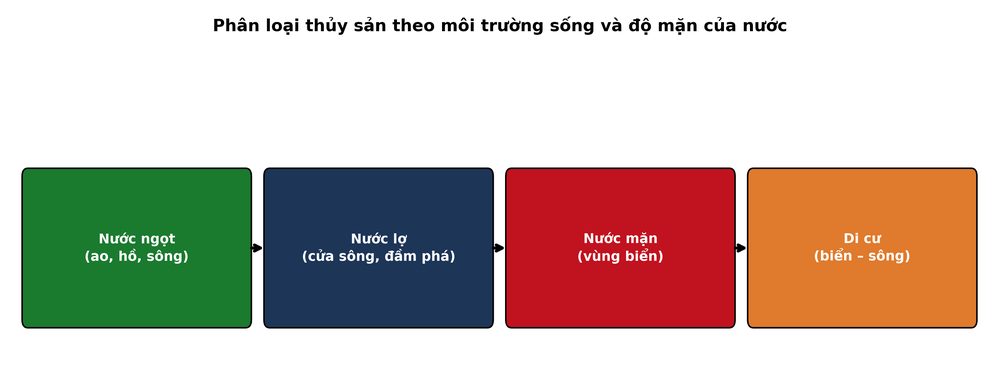 Phân loại thủy sản theo môi trường sống và độ mặn của nước
Nước ngọt
(ao, hồ, sông)
Nước lợ
(cửa sông, đầm phá)
Nước mặn
(vùng biển)
Di cư
(biển – sông)